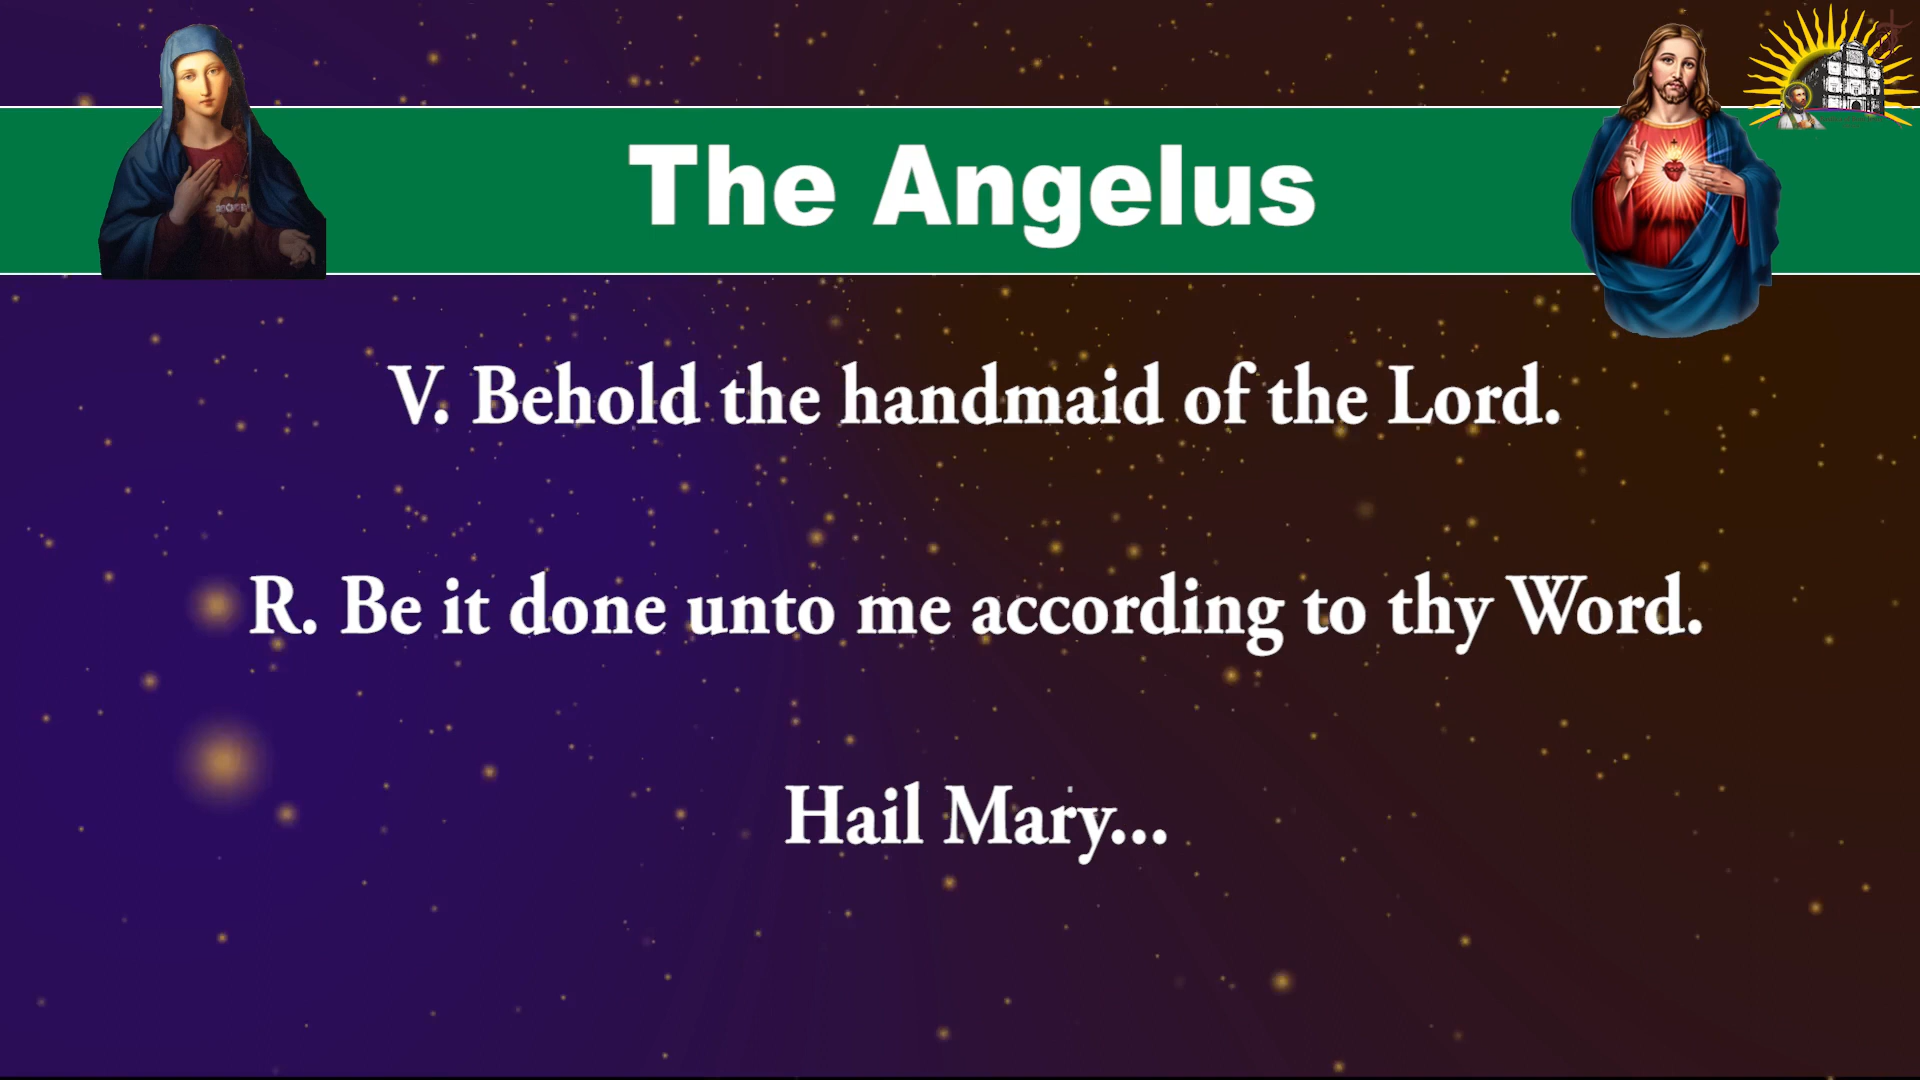 The Angelus
V. Behold the handmaid of the Lord.
R. Be it done unto me according to thy Word.
Hail Mary...